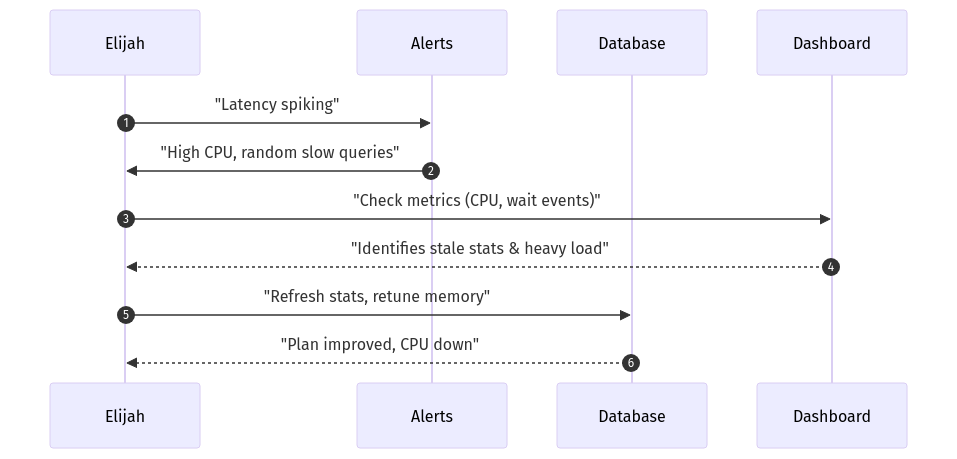 Elijah
Alerts
Database
Dashboard
"Latency spiking"
1
"High CPU, random slow queries"
2
"Check metrics (CPU, wait events)"
3
"Identifies stale stats & heavy load"
4
"Refresh stats, retune memory"
5
"Plan improved, CPU down"
6
Elijah
Alerts
Database
Dashboard